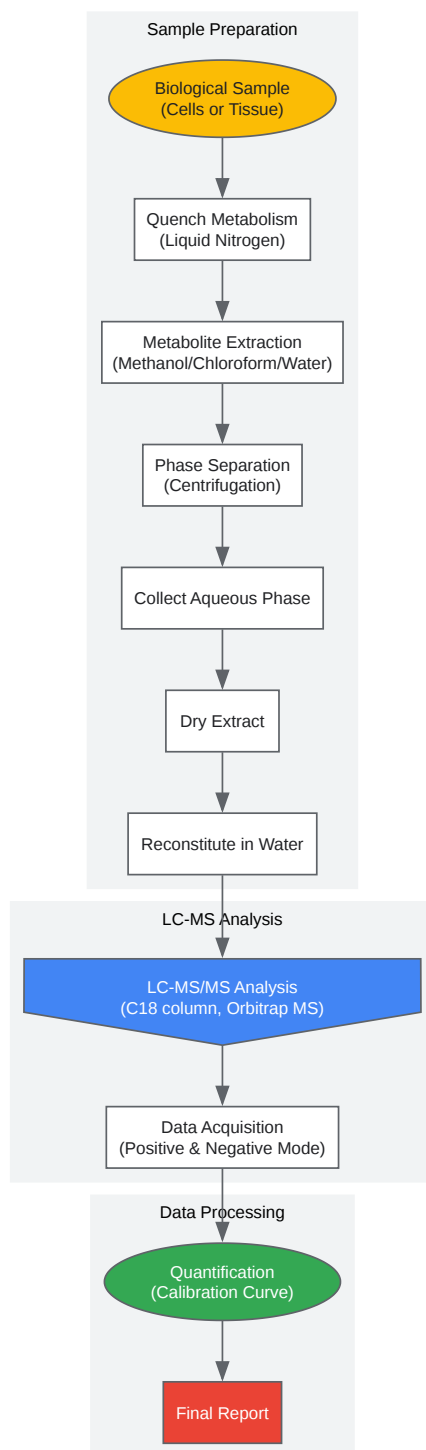 Sample Preparation
Biological Sample
(Cells or Tissue)
Quench Metabolism
(Liquid Nitrogen)
Metabolite Extraction
(Methanol/Chloroform/Water)
Phase Separation
(Centrifugation)
Collect Aqueous Phase
Dry Extract
Reconstitute in Water
LC-MS Analysis
LC-MS/MS Analysis
(C18 column, Orbitrap MS)
Data Acquisition
(Positive & Negative Mode)
Data Processing
Quantification
(Calibration Curve)
Final Report